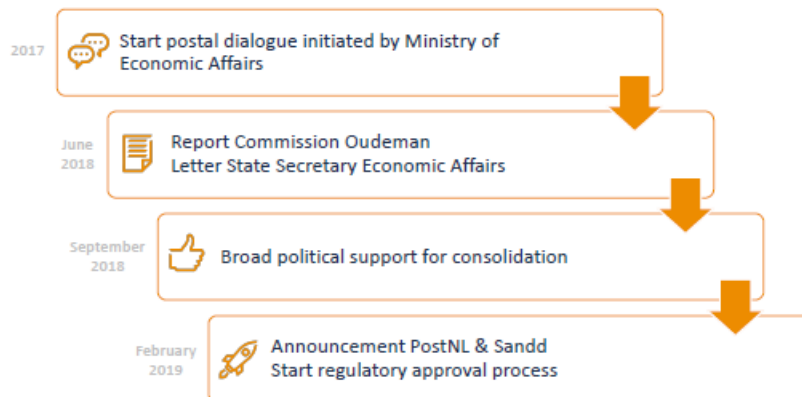 2017
Start postal dialogue initiated by Ministry of
Economic Affairs
June
2018
Report Commission Oudeman
Letter State Secretary Economic Affairs
September
2018
Broad political support for consolidation
February
2019
Announcement PostNL & Sandd
Start regulatory approval process